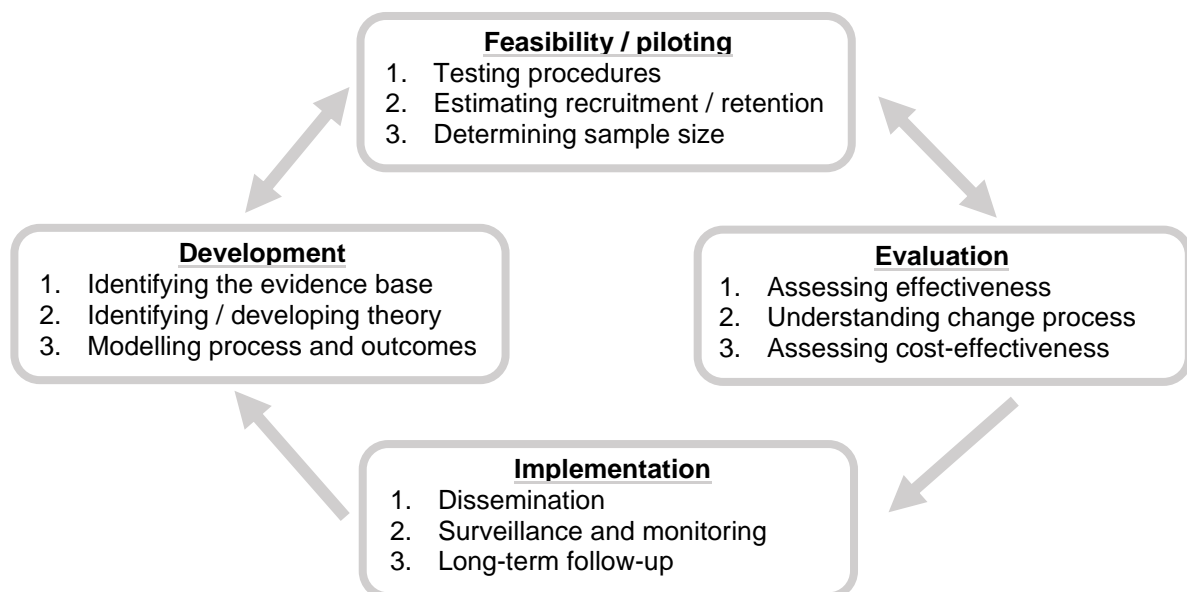 Feasibility / piloting
1. Testing procedures
2. Estimating recruitment / retention
3. Determining sample size
Development
1. Identifying the evidence base
2. Identifying / developing theory
3. Modelling process and outcomes
Evaluation
1. Assessing effectiveness
2. Understanding change process
3. Assessing cost-effectiveness
Implementation
1. Dissemination
2. Surveillance and monitoring
3. Long-term follow-up